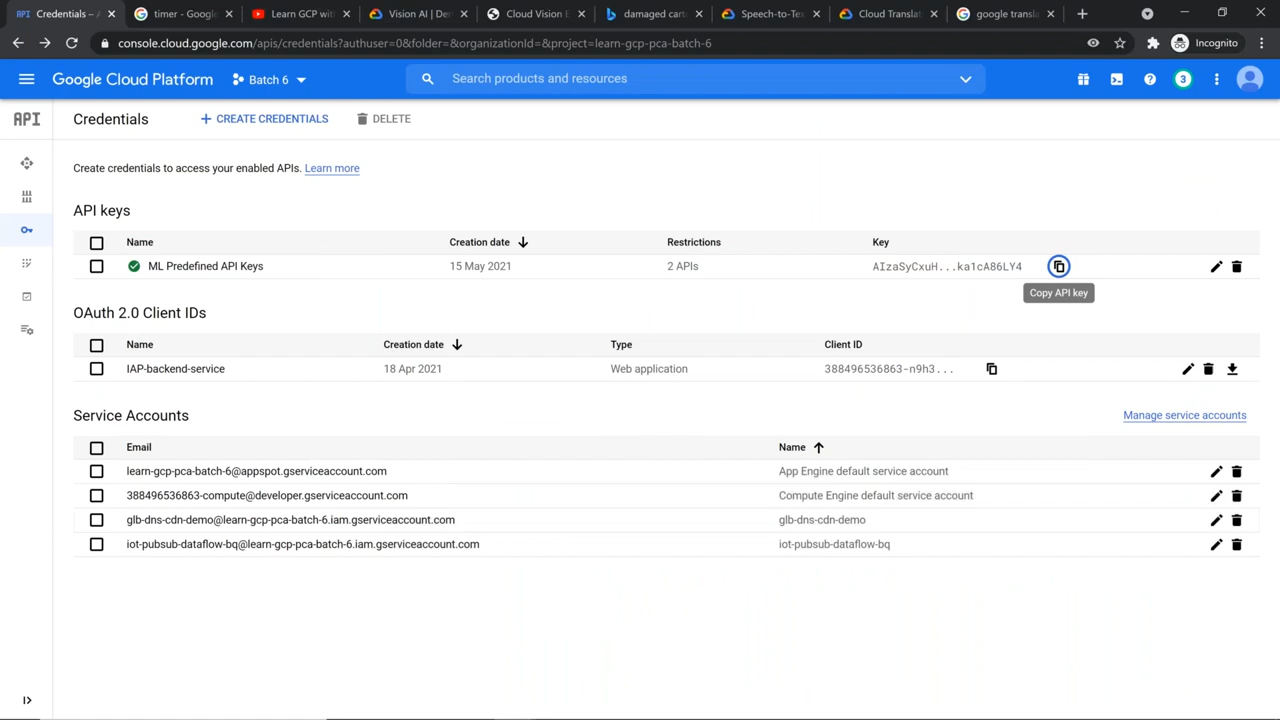 API Credentials - A
timer - Google
Learn GCP with
Vision AI | Der
Cloud Vision E
damaged carto
Speech-to-Tex
Cloud Translat
google transla
console.cloud.google.com/apis/credentials?authuser=0&folder=&organizationId=&project=learn-gcp-pca-batch-6
Incognito
Google Cloud Platform
Batch 6
Search products and resources
3
API
Credentials
CREATE CREDENTIALS
DELETE
Create credentials to access your enabled APIs. Learn more
API keys
Name Creation date Restrictions Key
ML Predefined API Keys 15 May 2021 2 APIs AIzaSyCxuH...ka1cA86LY4
Copy API key
OAuth 2.0 Client IDs
Name Creation date Type Client ID
IAP-backend-service 18 Apr 2021 Web application 388496536863-n9h3...
Service Accounts
Manage service accounts
Email Name
learn-gcp-pca-batch-6@appspot.gserviceaccount.com App Engine default service account
388496536863-compute@developer.gserviceaccount.com Compute Engine default service account
glb-dns-cdn-demo@learn-gcp-pca-batch-6.iam.gserviceaccount.com glb-dns-cdn-demo
iot-pubsub-dataflow-bq@learn-gcp-pca-batch-6.iam.gserviceaccount.com iot-pubsub-dataflow-bq